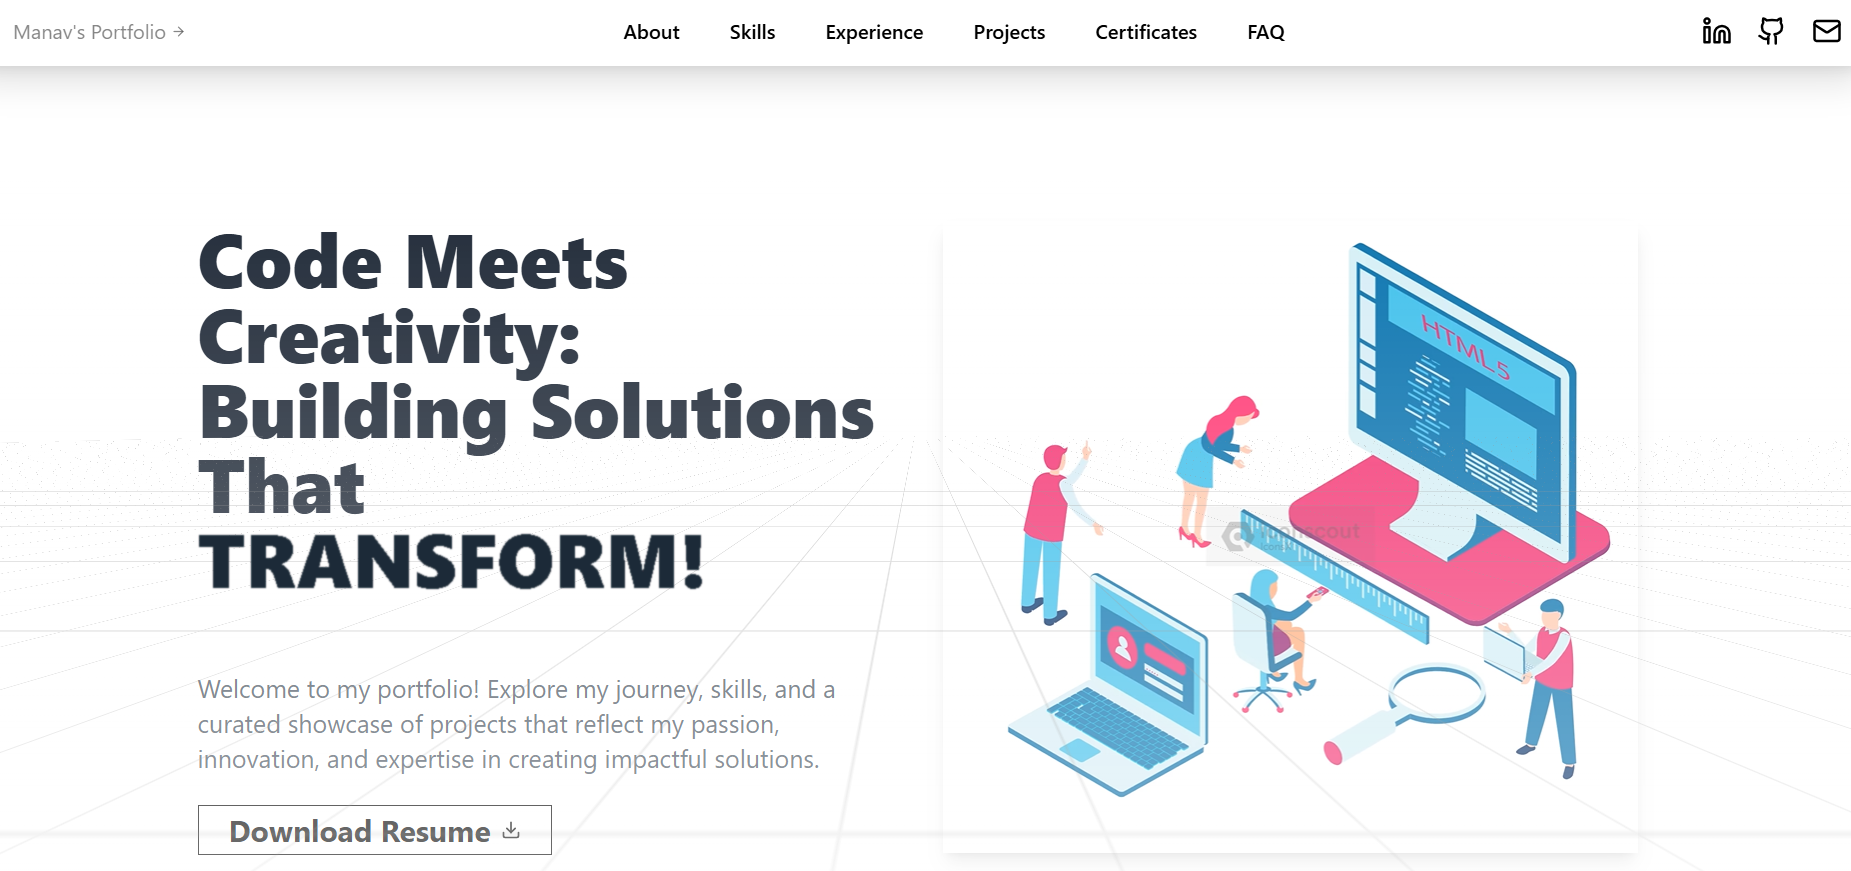 Manav's Portfolio →
About
Skills
Experience
Projects
Certificates
FAQ
Code Meets
Creativity:
Building Solutions
That
TRANSFORM!
Welcome to my portfolio! Explore my journey, skills, and a
curated showcase of projects that reflect my passion,
innovation, and expertise in creating impactful solutions.
Download Resume
HTML5
iconscout